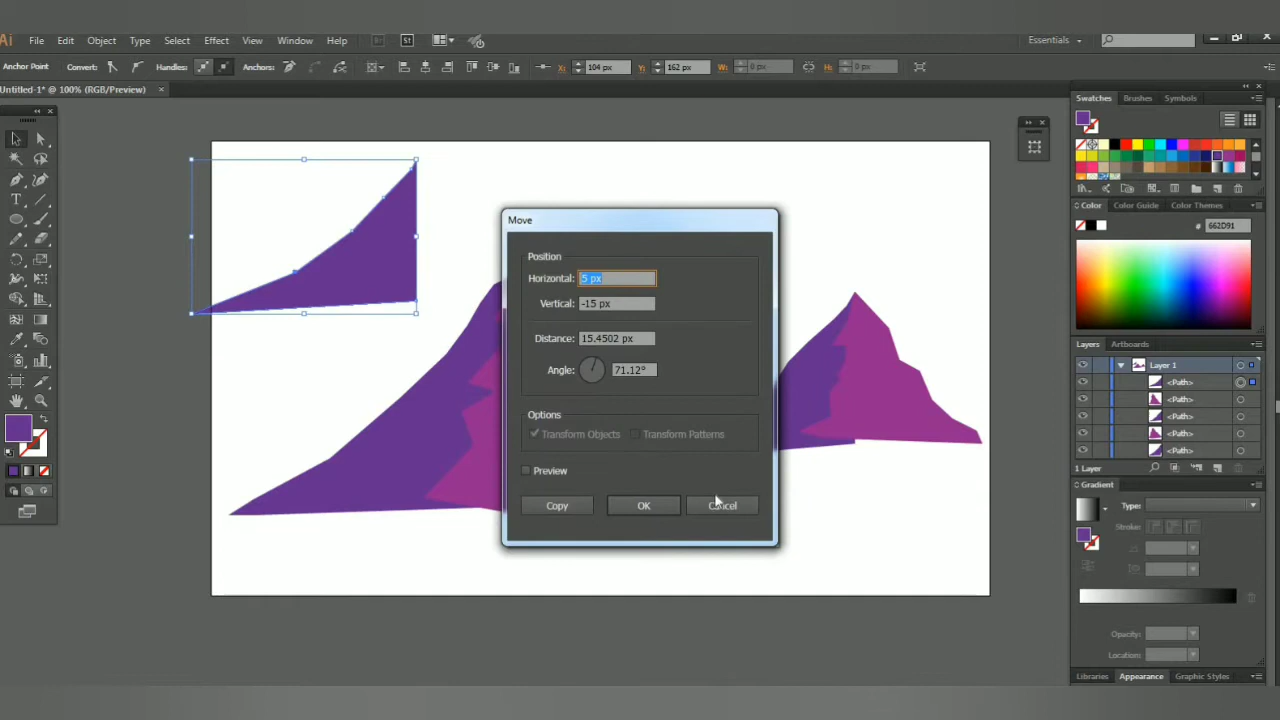 Ai File Edit Object Type Select Effect View Window Help Br St Essentials
Anchor Point Convert: Handles: Anchors: X: 104 px Y: 162 px W: 0 px H: 0 px
Untitled-1* @ 100% (RGB/Preview)
Swatches Brushes Symbols
Color Color Guide Color Themes
# 662D91
Layers Artboards
Layer 1
<Path>
<Path>
<Path>
<Path>
<Path>
1 Layer
Gradient
Type:
Stroke:
Opacity:
Location:
Libraries Appearance Graphic Styles
Move
Position
Horizontal: 5 px
Vertical: -15 px
Distance: 15.4502 px
Angle: 71.12°
Options
Transform Objects Transform Patterns
Preview
Copy OK Cancel